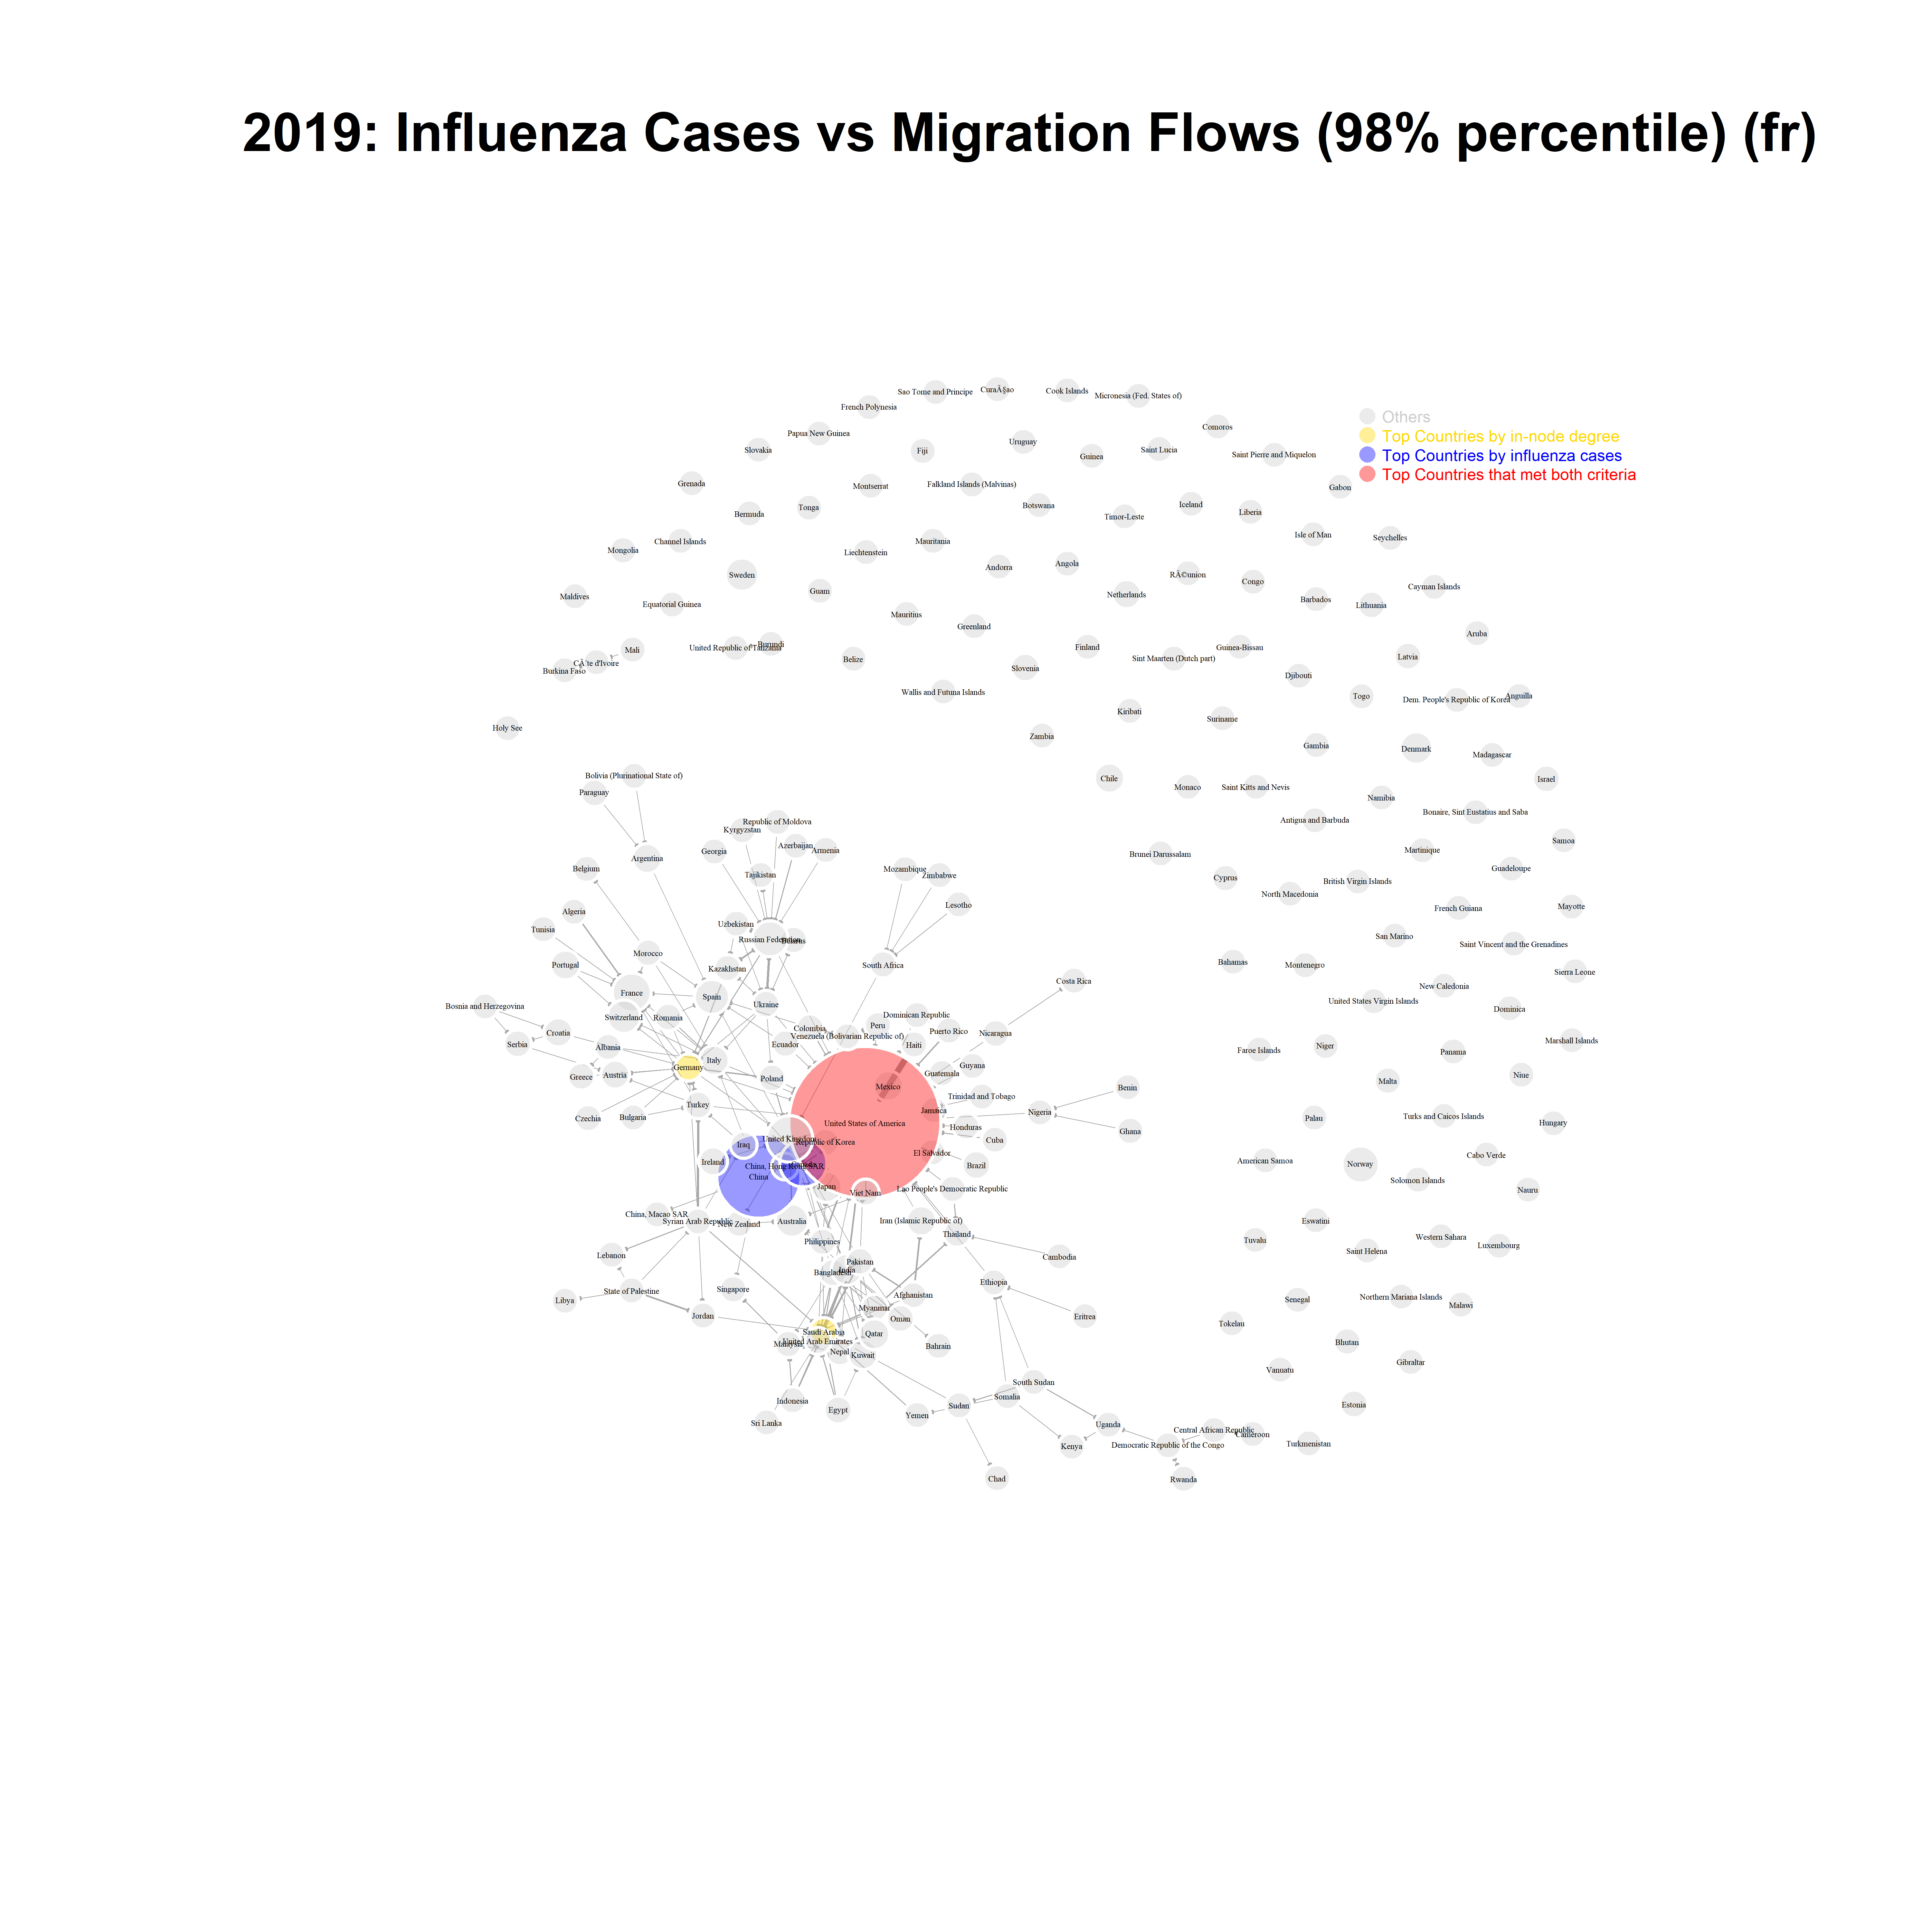 2019: Influenza Cases vs Migration Flows (98% percentile) (fr)
Others
Top Countries by in-node degree
Top Countries by influenza cases
Top Countries that met both criteria
Sao Tome and Principe
CuraÃ§ao
Cook Islands
Micronesia (Fed. States of)
French Polynesia
Comoros
Papua New Guinea
Uruguay
Slovakia
Fiji
Guinea
Saint Lucia
Saint Pierre and Miquelon
Grenada
Montserrat
Falkland Islands (Malvinas)
Gabon
Bermuda
Tonga
Botswana
Timor-Leste
Iceland
Liberia
Isle of Man
Seychelles
Mongolia
Channel Islands
Liechtenstein
Mauritania
Andorra
Angola
Sweden
RÃ©union
Congo
Cayman Islands
Maldives
Equatorial Guinea
Guam
Netherlands
Barbados
Lithuania
Mauritius
Greenland
Aruba
Mali
United Republic of Tanzania
Burundi
Belize
Finland
Sint Maarten (Dutch part)
Guinea-Bissau
Latvia
Burkina Faso
CÃ´te d'Ivoire
Slovenia
Djibouti
Wallis and Futuna Islands
Togo
Dem. People's Republic of Korea
Anguilla
Kiribati
Suriname
Holy See
Zambia
Gambia
Denmark
Madagascar
Bolivia (Plurinational State of)
Paraguay
Chile
Monaco
Saint Kitts and Nevis
Namibia
Israel
Bonaire, Sint Eustatius and Saba
Republic of Moldova
Kyrgyzstan
Antigua and Barbuda
Georgia
Azerbaijan
Armenia
Argentina
Brunei Darussalam
Martinique
Samoa
Belgium
Tajikistan
Mozambique
Zimbabwe
Cyprus
North Macedonia
British Virgin Islands
Guadeloupe
Algeria
Lesotho
French Guiana
Mayotte
Tunisia
Uzbekistan
Russian Federation
Belarus
San Marino
Saint Vincent and the Grenadines
Portugal
Morocco
Kazakhstan
South Africa
Bahamas
Montenegro
Sierra Leone
France
Spain
Ukraine
Costa Rica
United States Virgin Islands
New Caledonia
Bosnia and Herzegovina
Switzerland
Romania
Colombia
Peru
Dominican Republic
Dominica
Serbia
Croatia
Albania
Ecuador
Venezuela (Bolivarian Republic of)
Haiti
Puerto Rico
Nicaragua
Faroe Islands
Niger
Panama
Marshall Islands
Greece
Austria
Germany
Italy
Poland
Mexico
Guatemala
Guyana
Benin
Malta
Niue
Czechia
Bulgaria
Turkey
United States of America
Jamaica
Trinidad and Tobago
Nigeria
Palau
Turks and Caicos Islands
Hungary
Iraq
United Kingdom
Republic of Korea
Honduras
Cuba
Ghana
Ireland
China, Hong Kong SAR
China
Canada
El Salvador
Brazil
American Samoa
Norway
Cabo Verde
Japan
Viet Nam
Lao People's Democratic Republic
Solomon Islands
Nauru
China, Macao SAR
Syrian Arab Republic
New Zealand
Australia
Iran (Islamic Republic of)
Eswatini
Lebanon
Philippines
Thailand
Tuvalu
Saint Helena
Western Sahara
Luxembourg
State of Palestine
Singapore
Bangladesh
India
Pakistan
Cambodia
Libya
Jordan
Myanmar
Afghanistan
Ethiopia
Senegal
Northern Mariana Islands
Malawi
Saudi Arabia
United Arab Emirates
Oman
Qatar
Eritrea
Tokelau
Malaysia
Nepal
Kuwait
Bahrain
Bhutan
Vanuatu
Gibraltar
Indonesia
Egypt
Yemen
Sudan
Somalia
South Sudan
Estonia
Sri Lanka
Uganda
Kenya
Democratic Republic of the Congo
Central African Republic
Cameroon
Turkmenistan
Chad
Rwanda